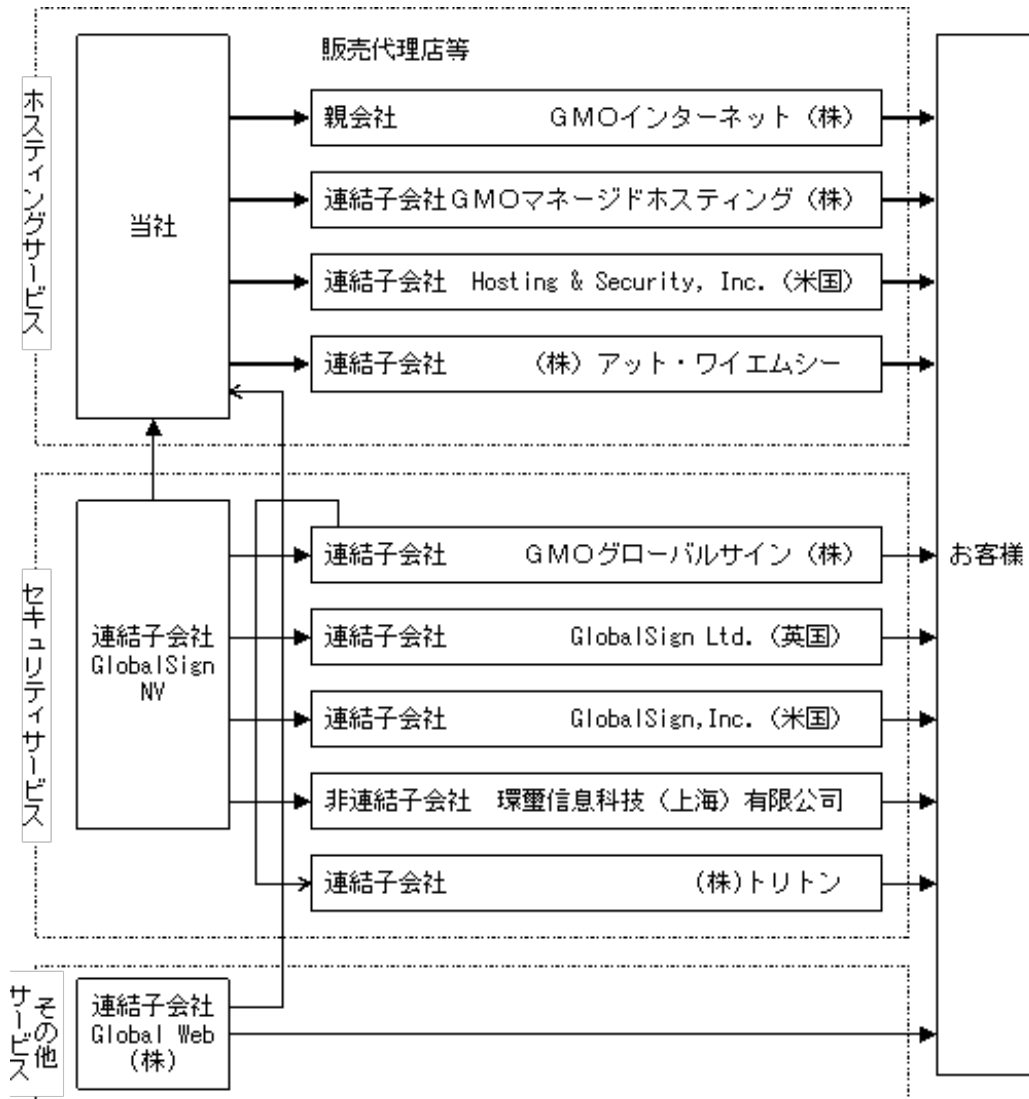 販売代理店等
ホスティングサービス
当社
親会社 GMOインターネット(株)
連結子会社GMOマネージドホスティング(株)
連結子会社 Hosting & Security, Inc.(米国)
連結子会社 (株)アット・ワイエムシー
セキュリティサービス
連結子会社
GlobalSign
NV
連結子会社 GMOグローバルサイン(株)
連結子会社 GlobalSign Ltd.(英国)
連結子会社 GlobalSign,Inc.(米国)
非連結子会社 環璽信息科技(上海)有限公司
連結子会社 (株)トリトン
お客様
その他
サービス
連結子会社
Global Web
(株)